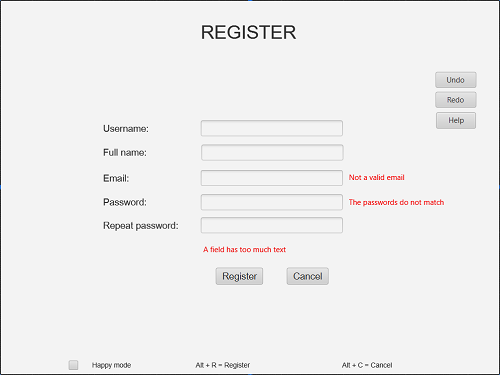 REGISTER
Undo
Redo
Help
Username:
Full name:
Email: Not a valid email
Password: The passwords do not match
Repeat password:
A field has too much text
Register Cancel
Happy mode Alt + R = Register Alt + C = Cancel